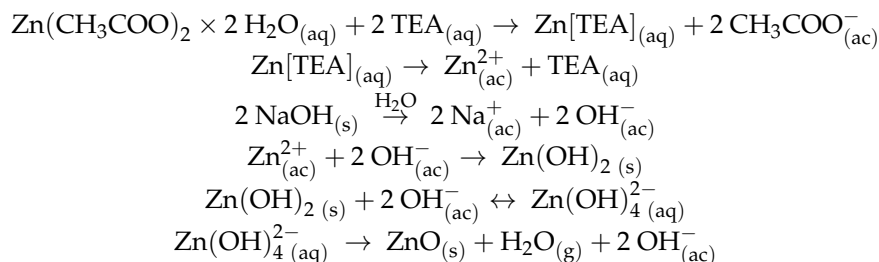 Zn(CH₃COO)₂ × 2 H₂O(aq) + 2 TEA(aq) → Zn[TEA](aq) + 2 CH₃COO⁻(ac)
Zn[TEA](aq) → Zn²⁺(ac) + TEA(aq)
2 NaOH(s) →[H₂O] 2 Na⁺(ac) + 2 OH⁻(ac)
Zn²⁺(ac) + 2 OH⁻(ac) → Zn(OH)₂ (s)
Zn(OH)₂ (s) + 2 OH⁻(ac) ↔ Zn(OH)₄²⁻(aq)
Zn(OH)₄²⁻(aq) → ZnO(s) + H₂O(g) + 2 OH⁻(ac)